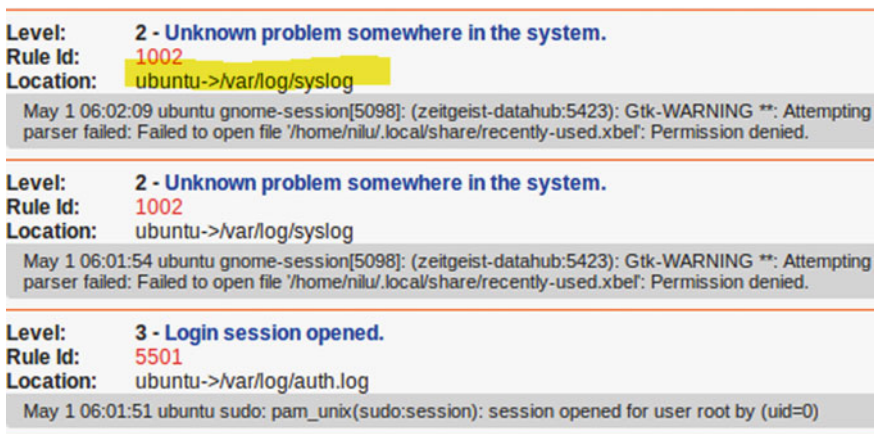 Level: 2 - Unknown problem somewhere in the system.
Rule Id: 1002
Location: ubuntu->/var/log/syslog
May 1 06:02:09 ubuntu gnome-session[5098]: (zeitgeist-datahub:5423): Gtk-WARNING **: Attempting
parser failed: Failed to open file '/home/nilu/.local/share/recently-used.xbel': Permission denied.
Level: 2 - Unknown problem somewhere in the system.
Rule Id: 1002
Location: ubuntu->/var/log/syslog
May 1 06:01:54 ubuntu gnome-session[5098]: (zeitgeist-datahub:5423): Gtk-WARNING **: Attempting
parser failed: Failed to open file '/home/nilu/.local/share/recently-used.xbel': Permission denied.
Level: 3 - Login session opened.
Rule Id: 5501
Location: ubuntu->/var/log/auth.log
May 1 06:01:51 ubuntu sudo: pam_unix(sudo:session): session opened for user root by (uid=0)